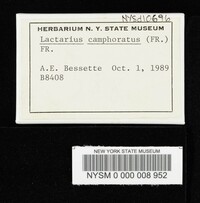 NYSf10696
HERBARIUM N. Y. STATE MUSEUM
Lactarius camphoratus (FR.)
FR.
A.E. Bessette Oct. 1, 1989
B8408
NEW YORK STATE MUSEUM
NYSM 0 000 008 952